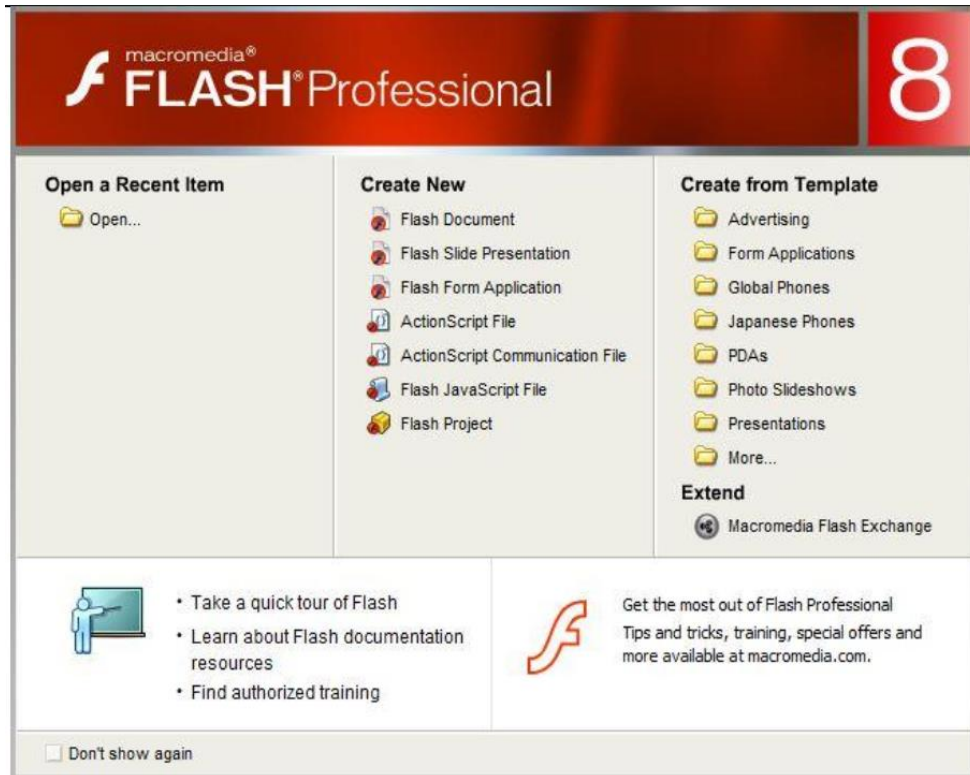 macromedia®
FLASH® Professional
8
Open a Recent Item
Open...
Create New
Flash Document
Flash Slide Presentation
Flash Form Application
ActionScript File
ActionScript Communication File
Flash JavaScript File
Flash Project
Create from Template
Advertising
Form Applications
Global Phones
Japanese Phones
PDAs
Photo Slideshows
Presentations
More...
Extend
Macromedia Flash Exchange
• Take a quick tour of Flash
• Learn about Flash documentation
resources
• Find authorized training
Get the most out of Flash Professional
Tips and tricks, training, special offers and
more available at macromedia.com.
Don't show again